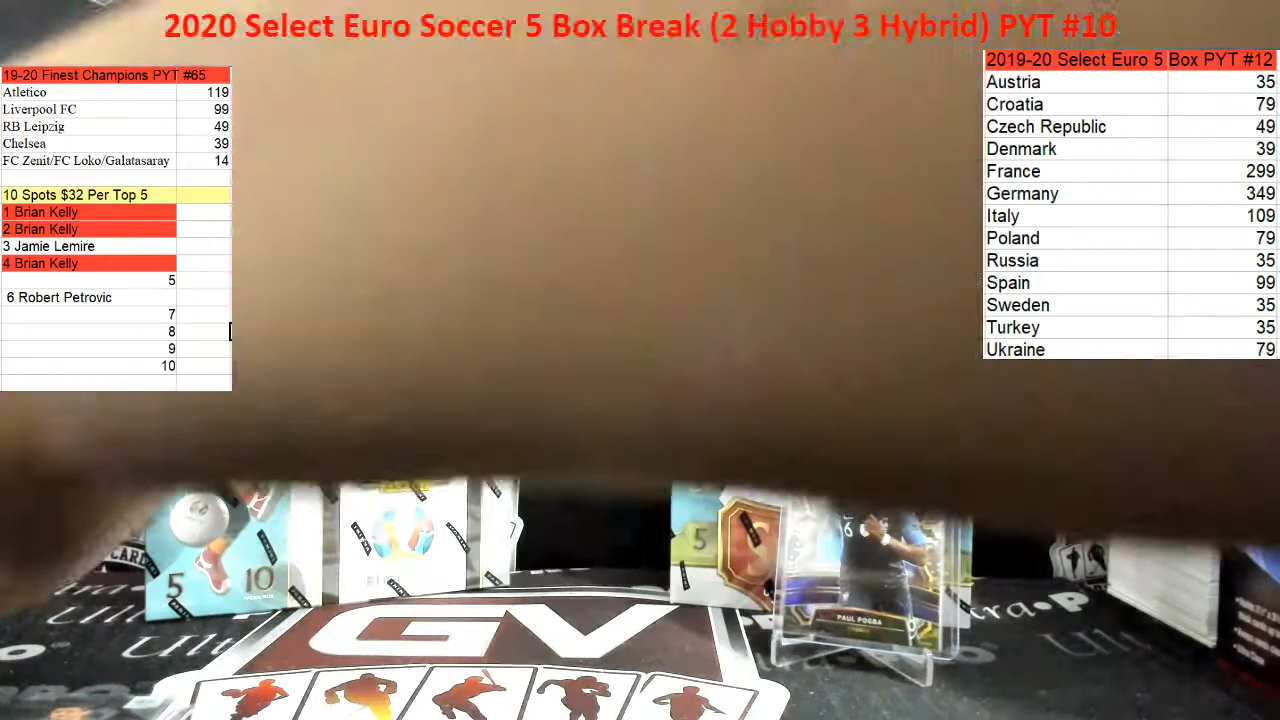 2020 Select Euro Soccer 5 Box Break (2 Hobby 3 Hybrid) PYT #10
19-20 Finest Champions PYT #65
Atletico 119
Liverpool FC 99
RB Leipzig 49
Chelsea 39
FC Zenit/FC Loko/Galatasaray 14
10 Spots $32 Per Top 5
1 Brian Kelly
2 Brian Kelly
3 Jamie Lemire
4 Brian Kelly
5
6 Robert Petrovic
7
8
9
10
2019-20 Select Euro 5 Box PYT #12
Austria 35
Croatia 79
Czech Republic 49
Denmark 39
France 299
Germany 349
Italy 109
Poland 79
Russia 35
Spain 99
Sweden 35
Turkey 35
Ukraine 79
5 10
5
6
PAUL POGBA
GV